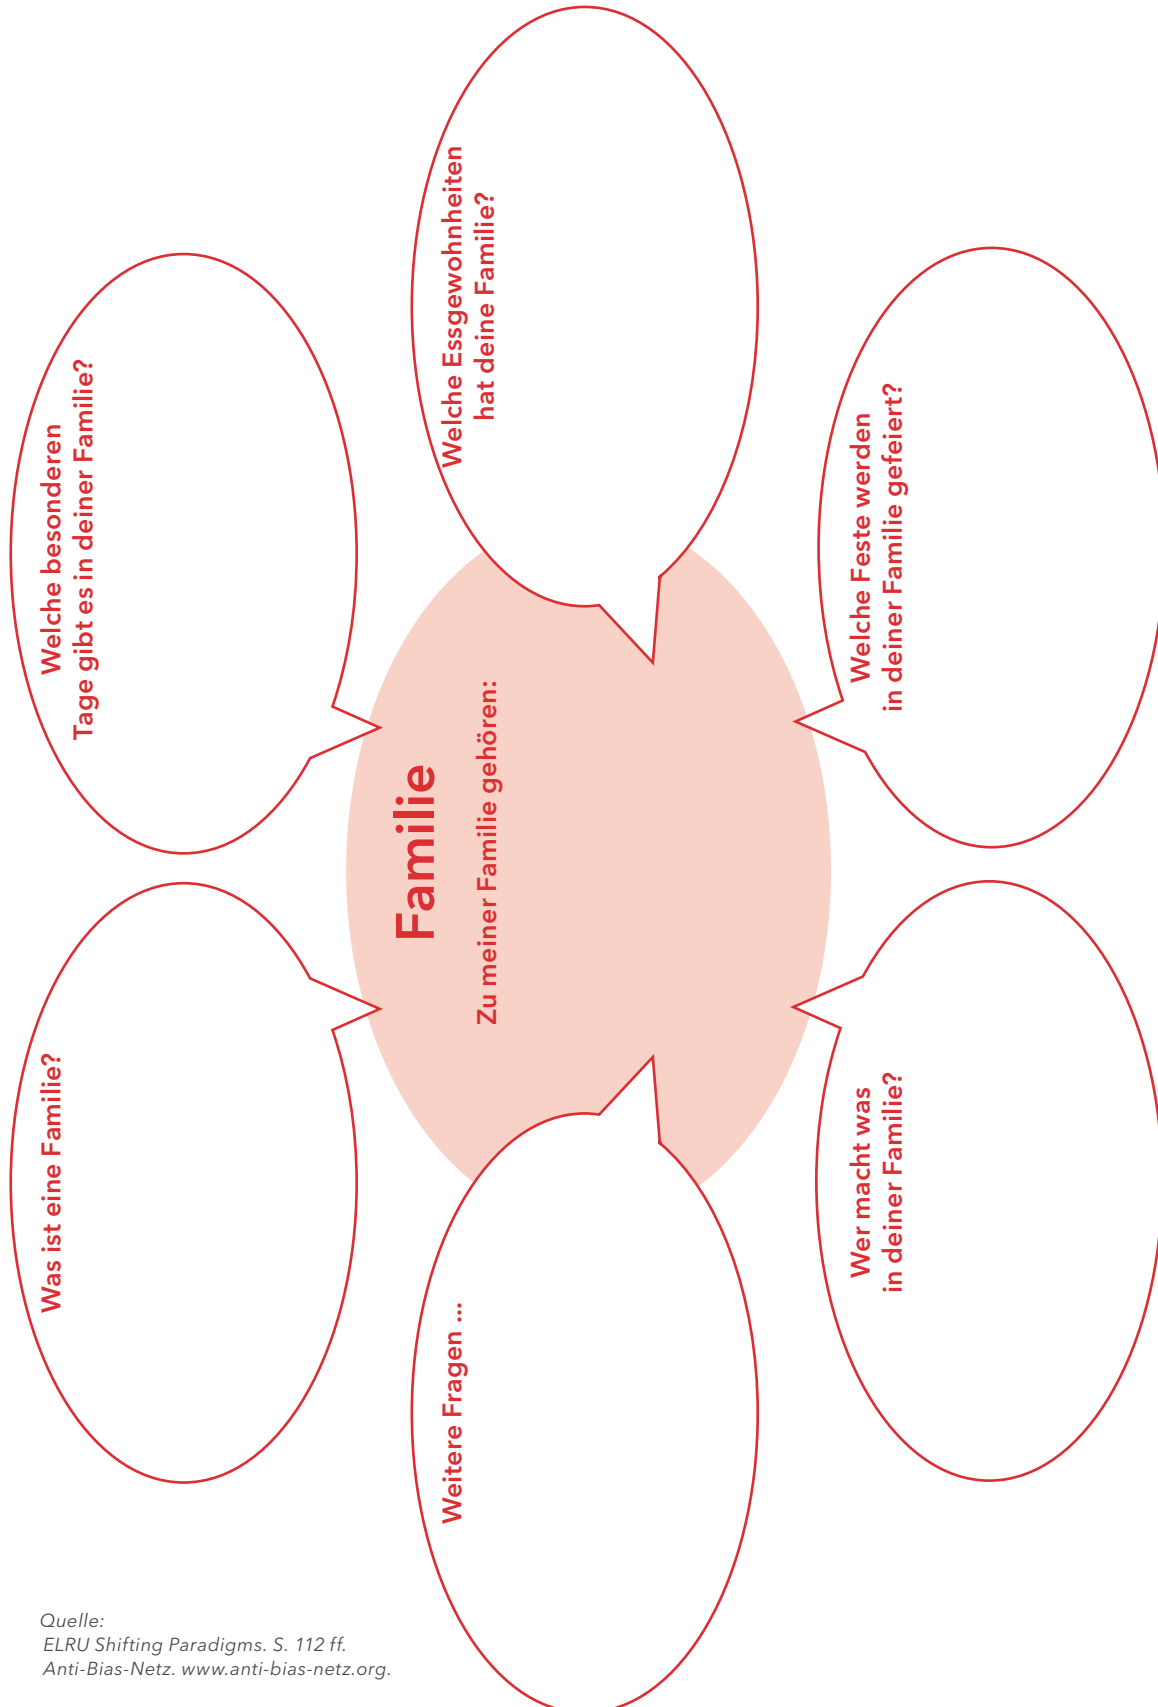 Was ist eine Familie?
Welche besonderen
Tage gibt es in deiner Familie?
Familie
Zu meiner Familie gehören:
Weitere Fragen ...
Welche Essgewohnheiten
hat deine Familie?
Wer macht was
in deiner Familie?
Welche Feste werden
in deiner Familie gefeiert?
Quelle:
ELRU Shifting Paradigms. S. 112 ff.
Anti-Bias-Netz. www.anti-bias-netz.org.